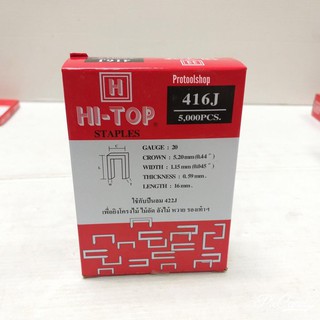 H
Protoolshop
HI-TOP
416J
5,000PCS.
STAPLES
GAUGE : 20
CROWN : 5.20 mm (0.44")
WIDTH : 1.15 mm (0.045")
THICKNESS : 0.59 mm.
LENGTH : 16 mm.
ใช้กับปืนลม 422J